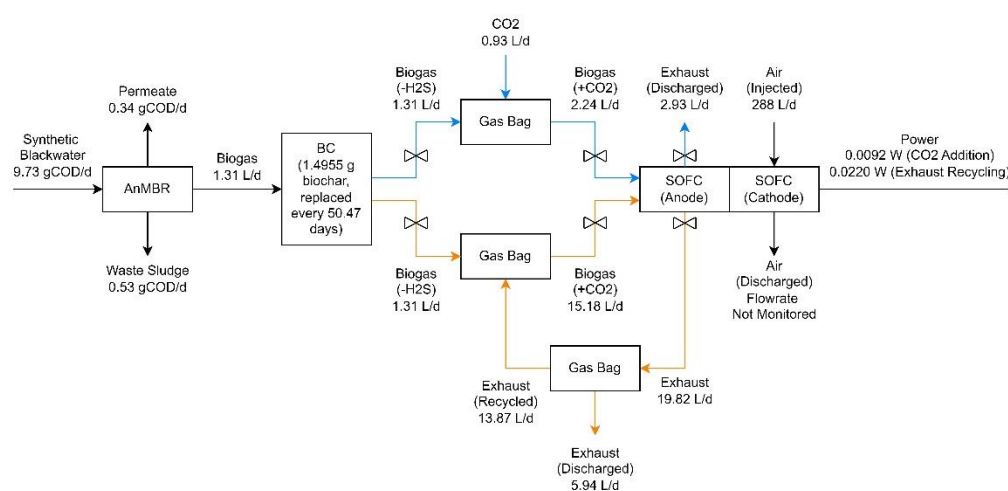 CO2
0.93 L/d
Permeate
0.34 gCOD/d
Biogas
(-H2S)
1.31 L/d
Biogas
(+CO2)
2.24 L/d
Exhaust
(Discharged)
2.93 L/d
Air
(Injected)
288 L/d
Synthetic
Blackwater
9.73 gCOD/d
AnMBR
Biogas
1.31 L/d
BC
(1.4955 g
biochar,
replaced
every 50.47
days)
Gas Bag
SOFC
(Anode)
SOFC
(Cathode)
Power
0.0092 W (CO2 Addition)
0.0220 W (Exhaust Recycling)
Waste Sludge
0.53 gCOD/d
Gas Bag
Biogas
(-H2S)
1.31 L/d
Biogas
(+CO2)
15.18 L/d
Air
(Discharged)
Flowrate
Not Monitored
Gas Bag
Exhaust
(Recycled)
13.87 L/d
Exhaust
19.82 L/d
Exhaust
(Discharged)
5.94 L/d